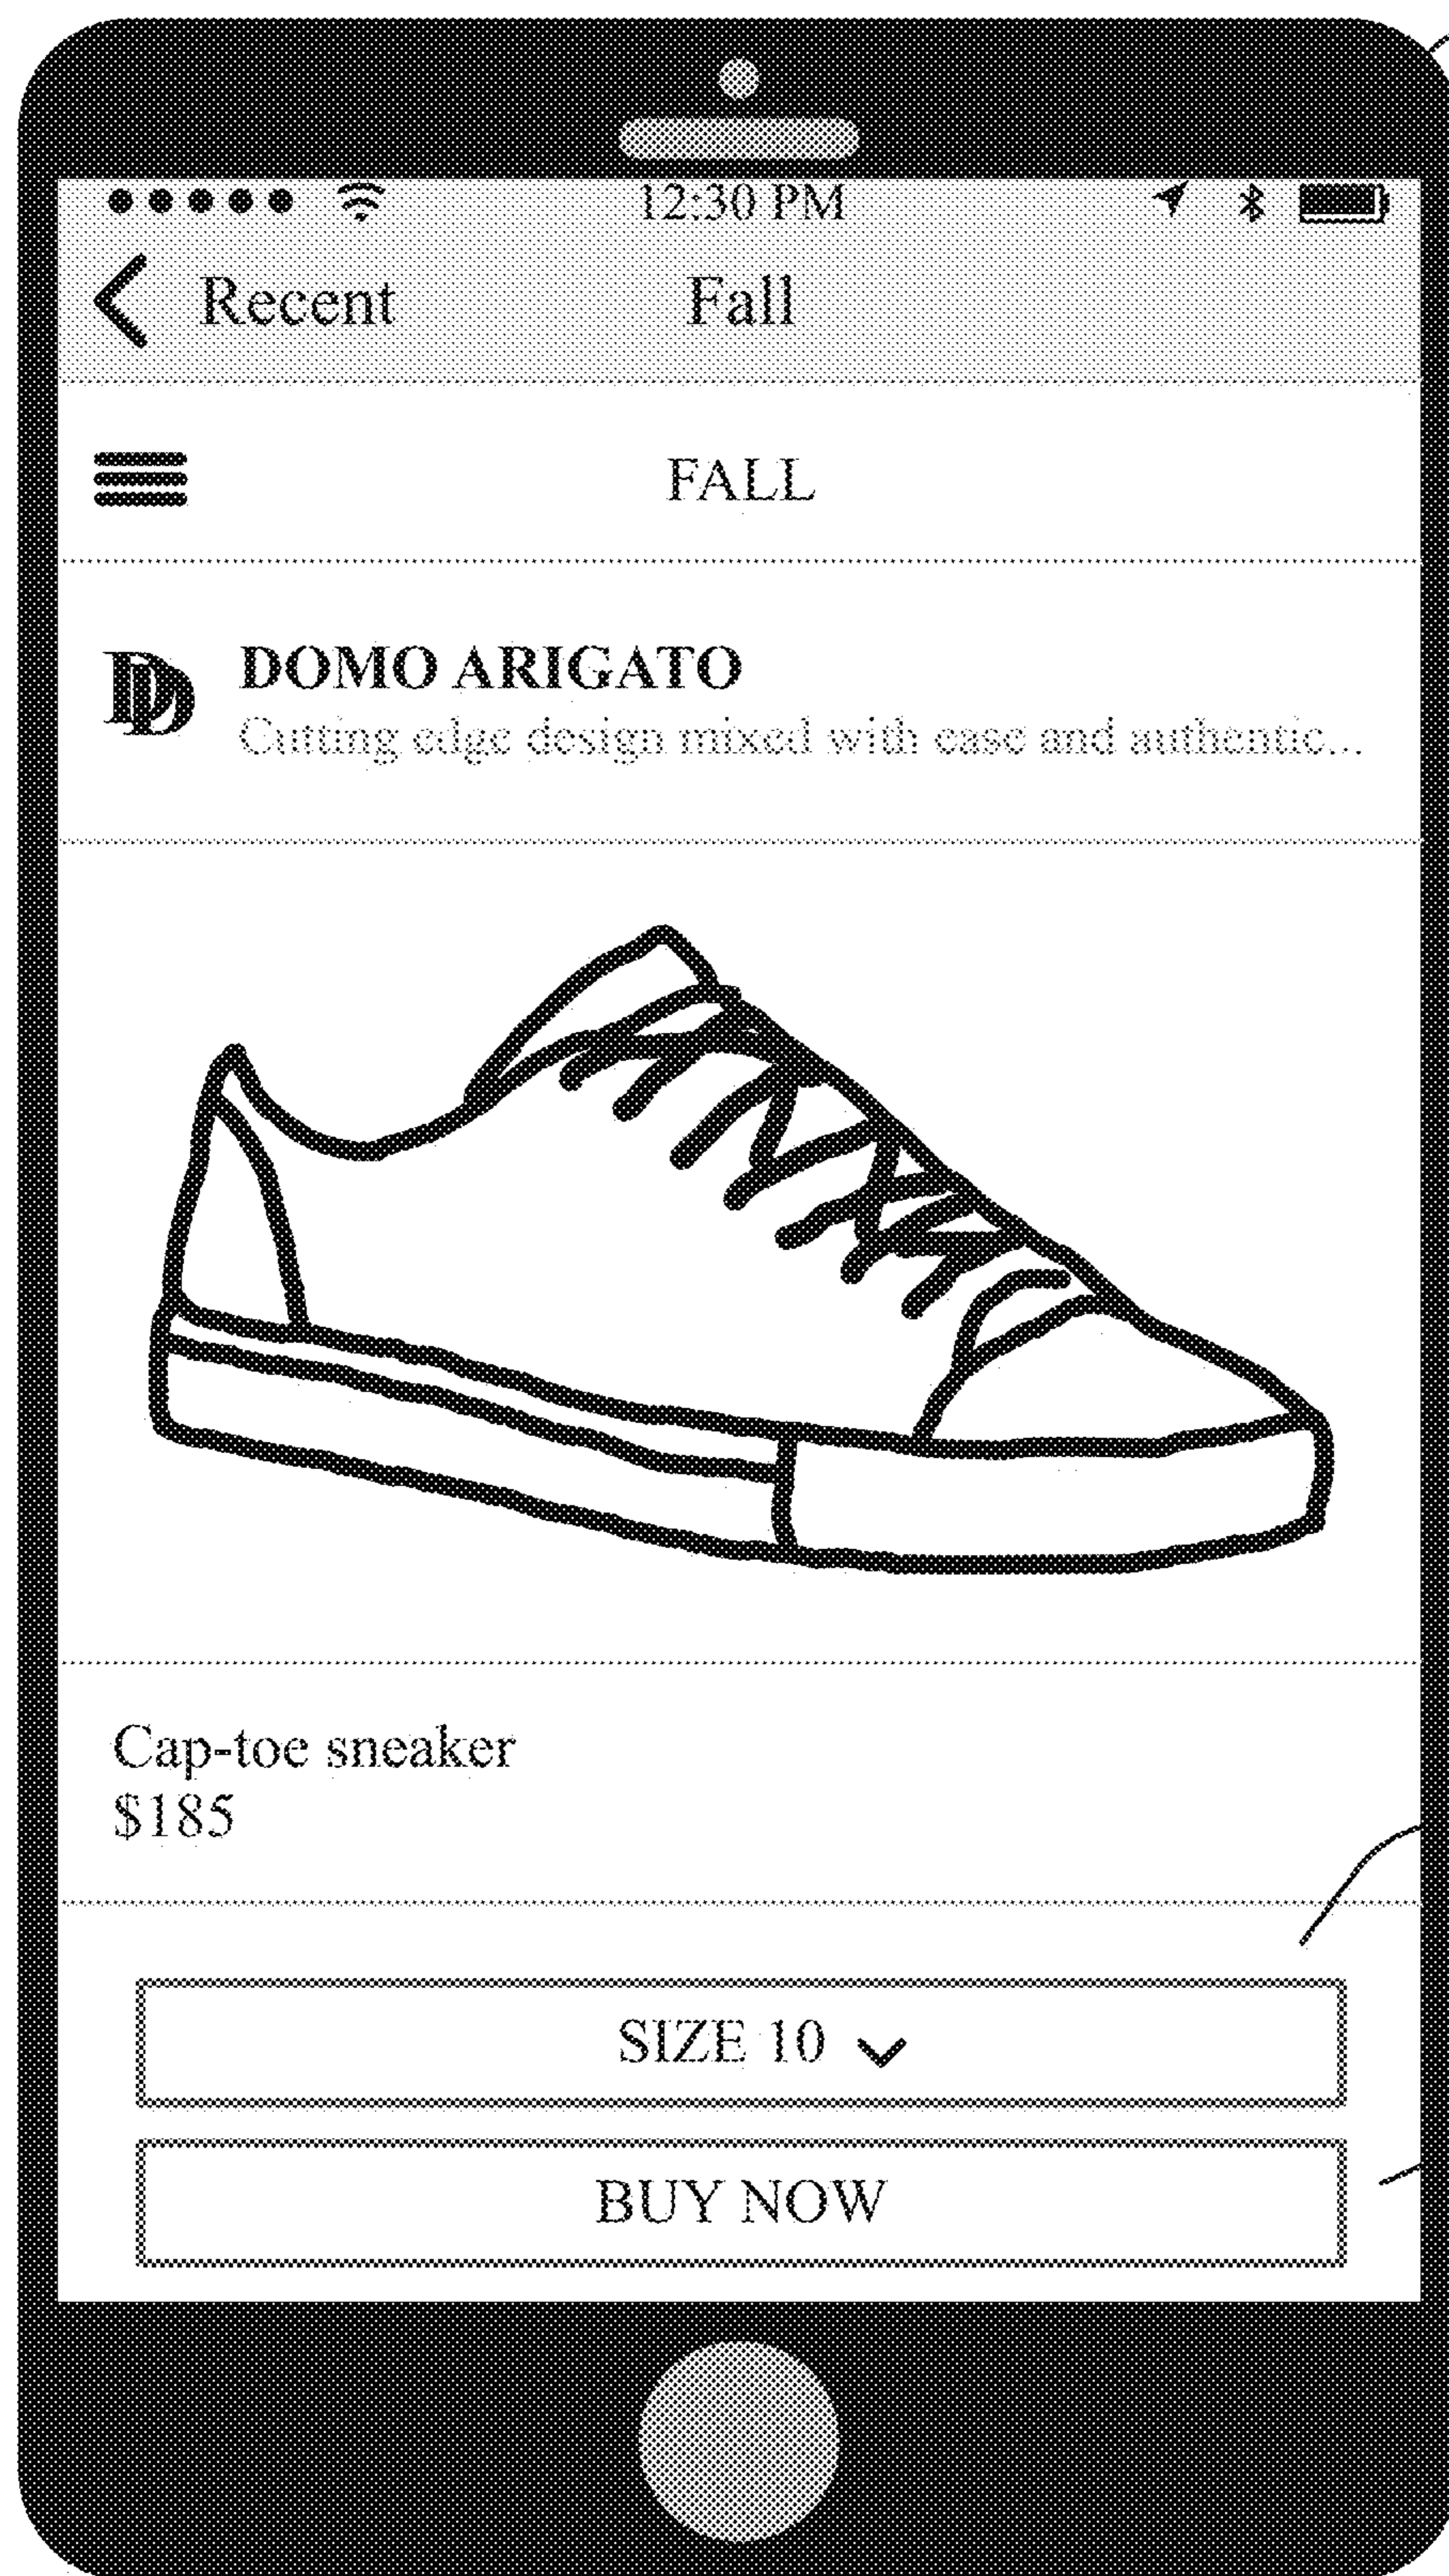 12:30 PM
Recent Fall
FALL
DD
DOMO ARIGATO
Cutting edge design mixed with ease and authentic...
Cap-toe sneaker
$185
SIZE 10
BUY NOW